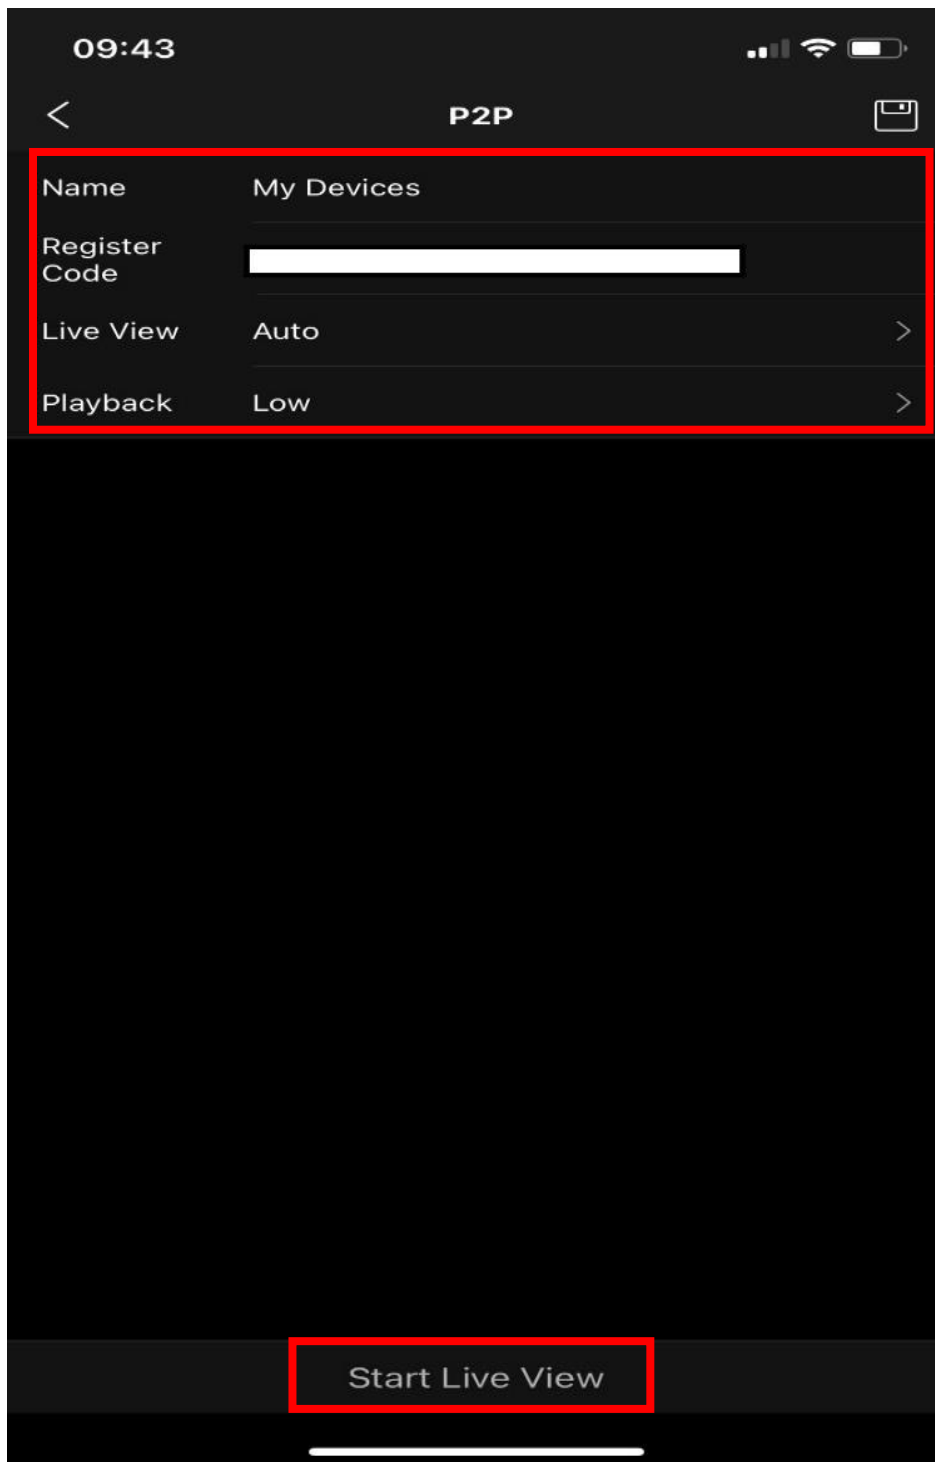 09:43
P2P
Name My Devices
Register
Code
Live View Auto
Playback Low
Start Live View